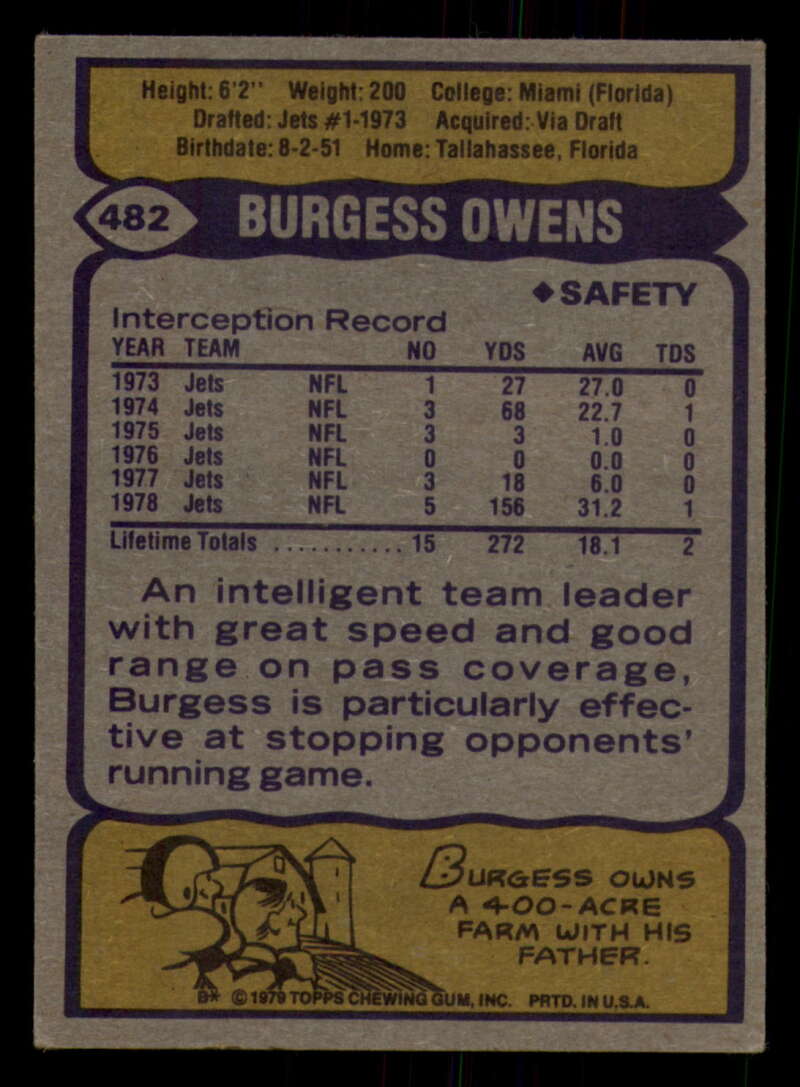 Height: 6'2" Weight: 200 College: Miami (Florida)
Drafted: Jets #1-1973 Acquired: Via Draft
Birthdate: 8-2-51 Home: Tallahassee, Florida
482 BURGESS OWENS
◆SAFETY
Interception Record
YEAR TEAM NO YDS AVG TDS
1973 Jets NFL 1 27 27.0 0
1974 Jets NFL 3 68 22.7 1
1975 Jets NFL 3 3 1.0 0
1976 Jets NFL 0 0 0.0 0
1977 Jets NFL 3 18 6.0 0
1978 Jets NFL 5 156 31.2 1
Lifetime Totals ........... 15 272 18.1 2
An intelligent team leader
with great speed and good
range on pass coverage,
Burgess is particularly effec-
tive at stopping opponents'
running game.
BURGESS OWNS
A 400-ACRE
FARM WITH HIS
FATHER.
B* © 1979 TOPPS CHEWING GUM, INC. PRTD. IN U.S.A.